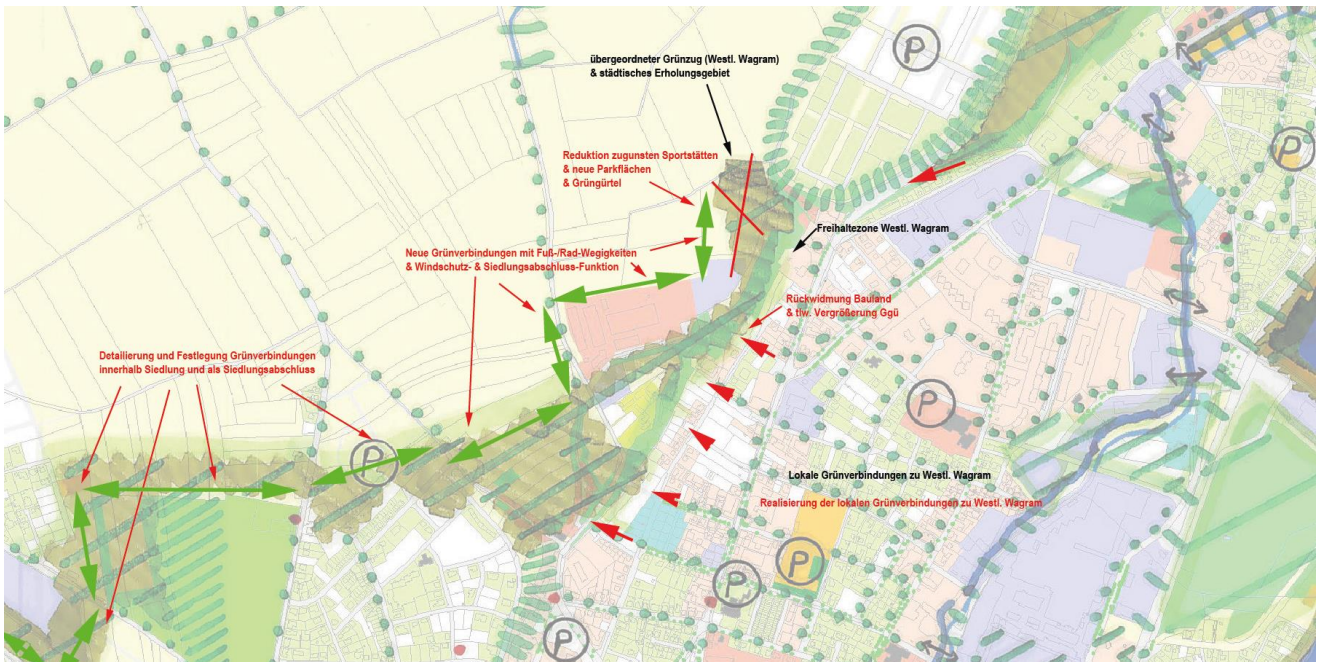 übergeordneter Grünzug (Westl. Wagram)
& städtisches Erholungsgebiet
P
P
Reduktion zugunsten Sportstätten
& neue Parkflächen
& Grüngürtel
Freihaltezone Westl. Wagram
Neue Grünverbindungen mit Fuß-/Rad-Wegigkeiten
& Windschutz- & Siedlungsabschluss-Funktion
Rückwidmung Bauland
& tlw. Vergrößerung Ggü
Detailierung und Festlegung Grünverbindungen
innerhalb Siedlung und als Siedlungsabschluss
P
P
Lokale Grünverbindungen zu Westl. Wagram
Realisierung der lokalen Grünverbindungen zu Westl. Wagram
P
P
P